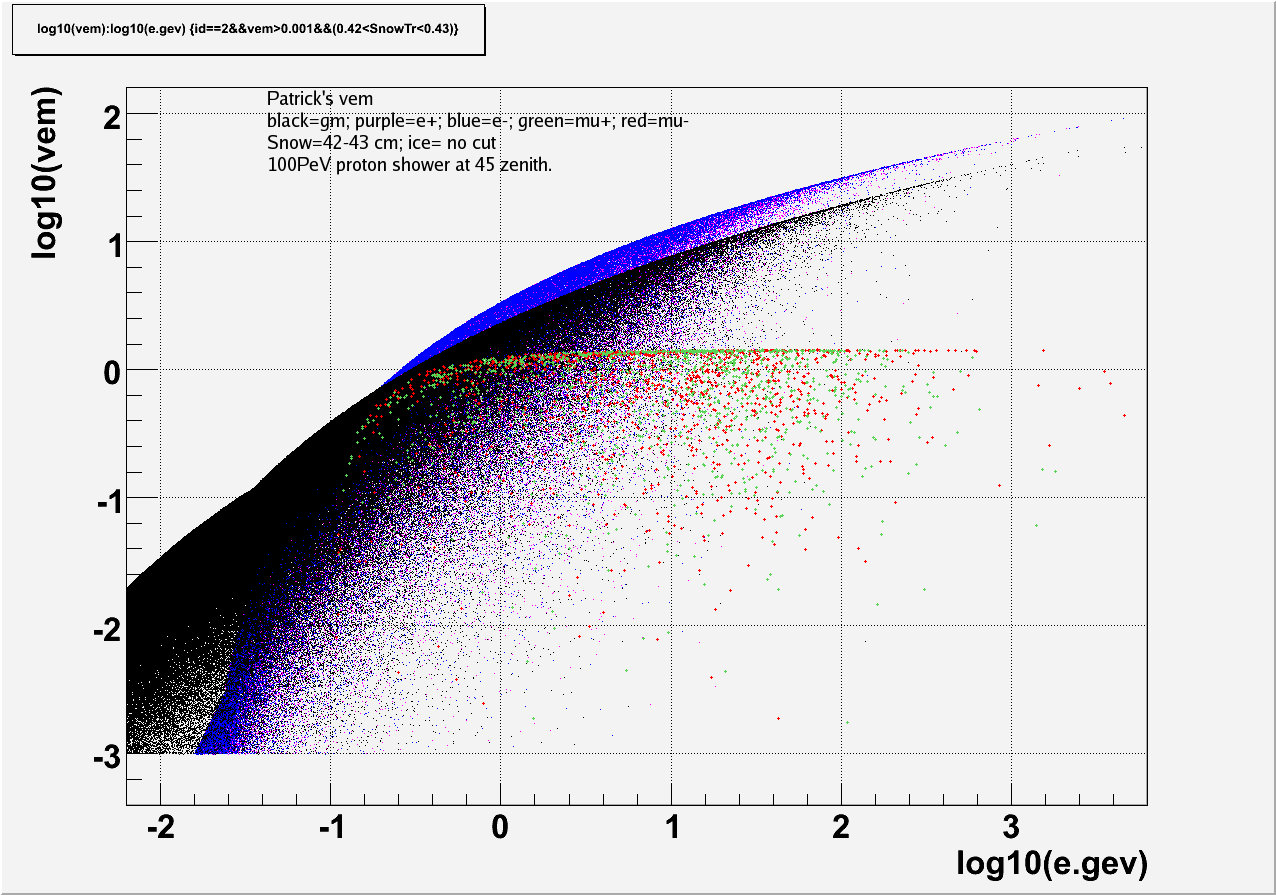 log10(vem):log10(e.gev) {id==2&&vem>0.001&&(0.42<SnowTr<0.43)}
Patrick's vem
black=gm; purple=e+; blue=e-; green=mu+; red=mu-
Snow=42-43 cm; ice= no cut
100PeV proton shower at 45 zenith.
log10(vem)
2
1
0
-1
-2
-3
-2 -1 0 1 2 3
log10(e.gev)